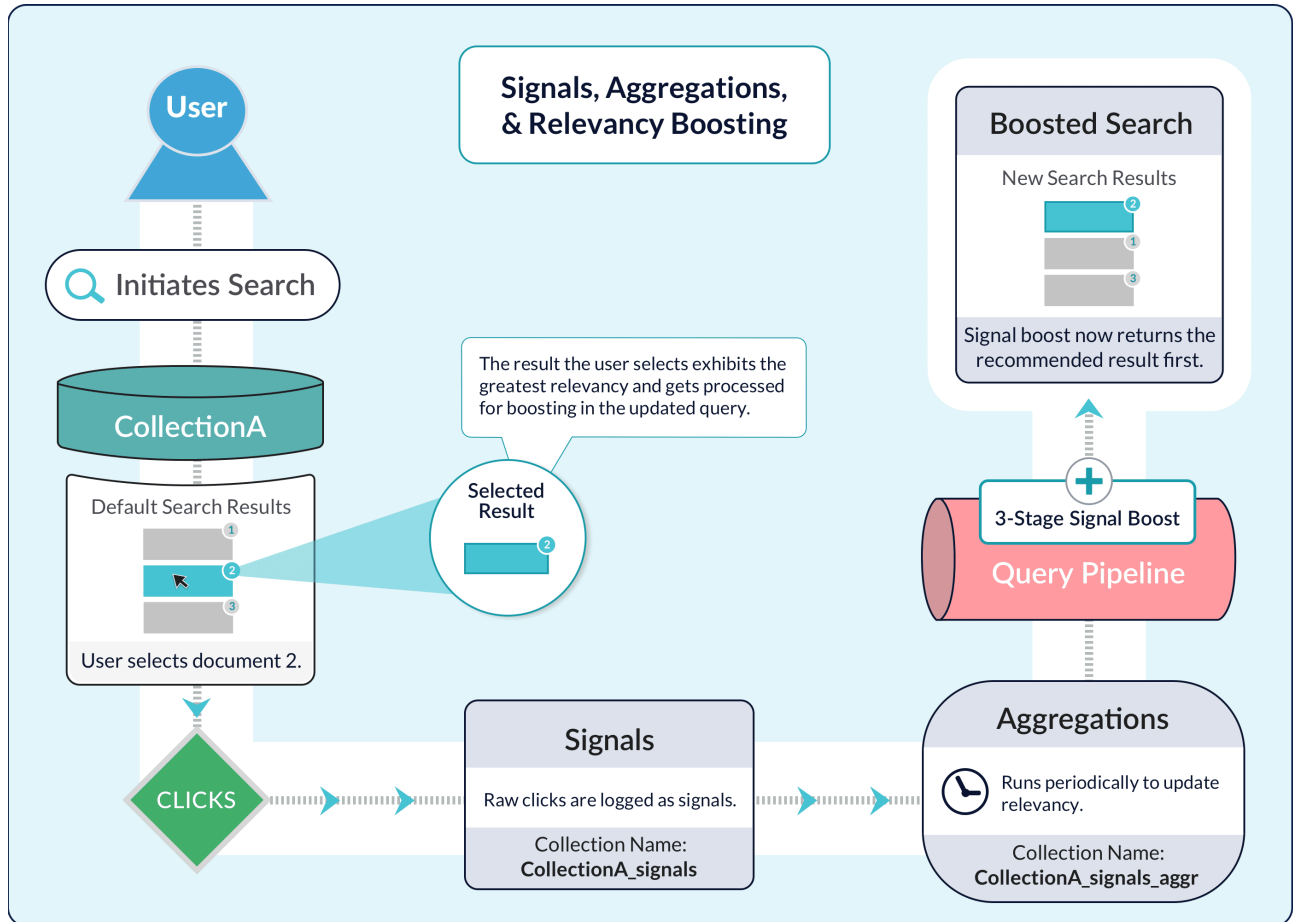 Signals, Aggregations,
& Relevancy Boosting
User
Initiates Search
CollectionA
Default Search Results
1
2
3
User selects document 2.
The result the user selects exhibits the
greatest relevancy and gets processed
for boosting in the updated query.
Selected
Result
2
CLICKS
Signals
Raw clicks are logged as signals.
Collection Name:
CollectionA_signals
Aggregations
Runs periodically to update
relevancy.
Collection Name:
CollectionA_signals_aggr
3-Stage Signal Boost
Query Pipeline
Boosted Search
New Search Results
2
1
3
Signal boost now returns the
recommended result first.